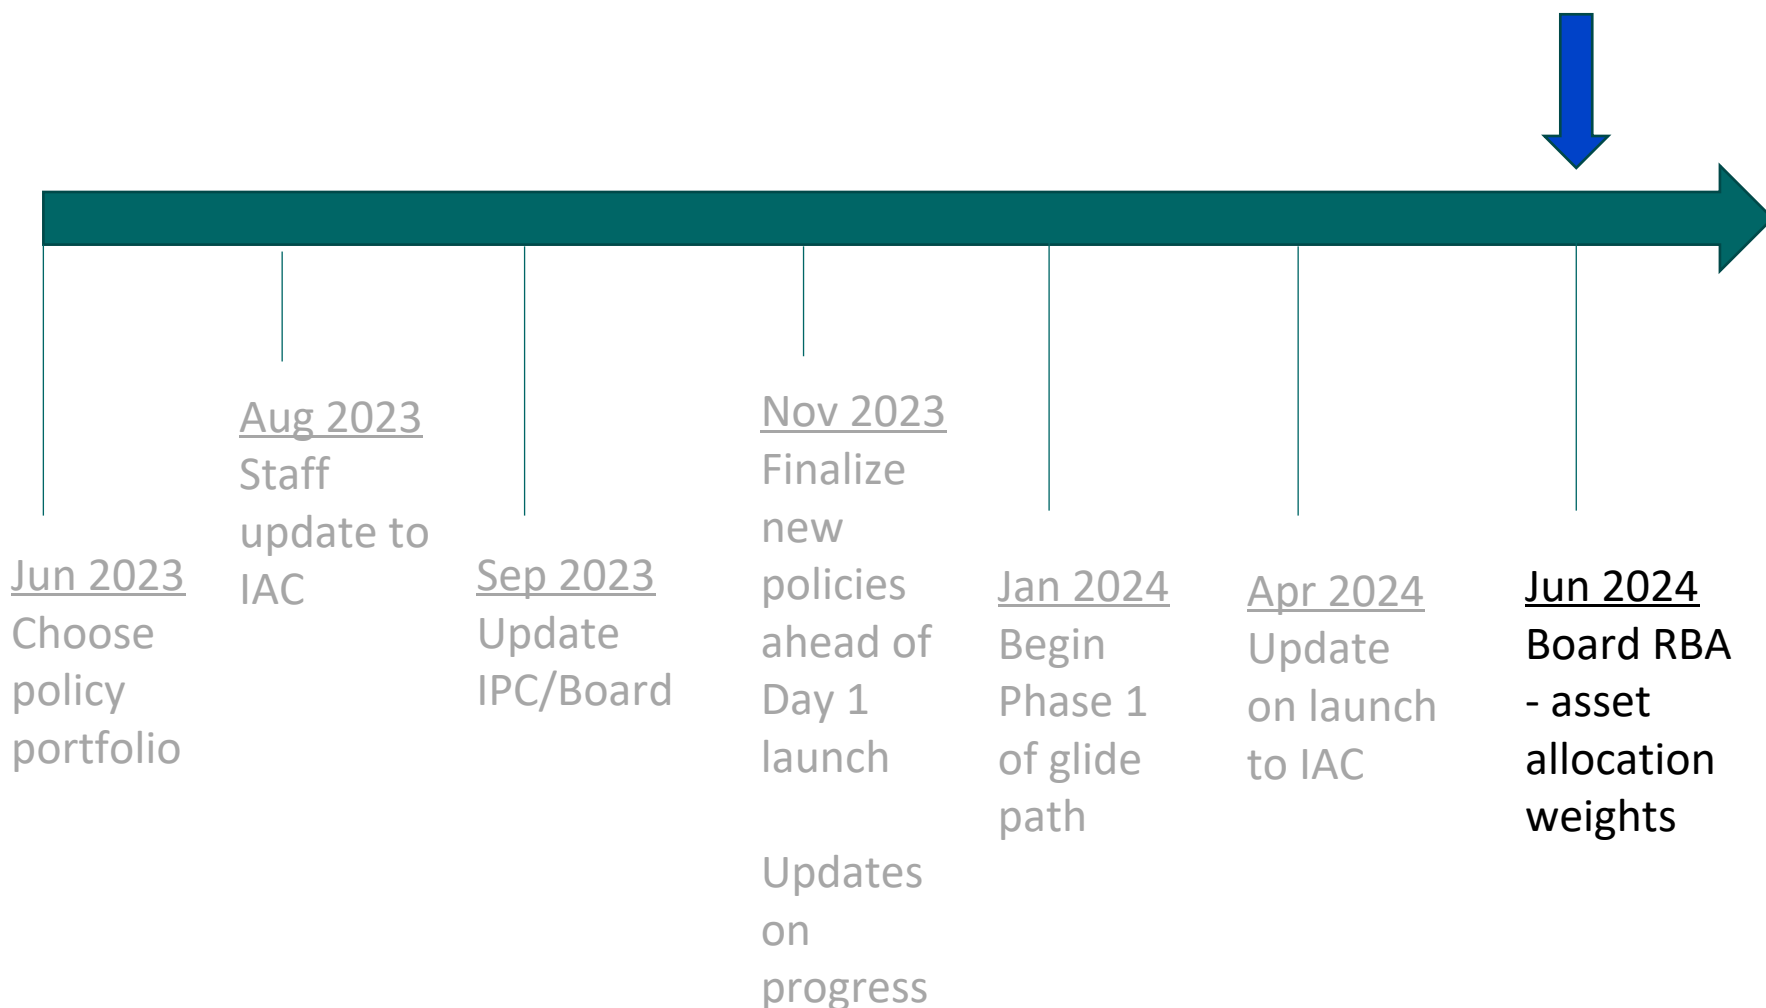 Jun 2023
Choose
policy
portfolio
Aug 2023
Staff
update to
IAC
Sep 2023
Update
IPC/Board
Nov 2023
Finalize
new
policies
ahead of
Day 1
launch
Updates
on
progress
Jan 2024
Begin
Phase 1
of glide
path
Apr 2024
Update
on launch
to IAC
Jun 2024
Board RBA
- asset
allocation
weights